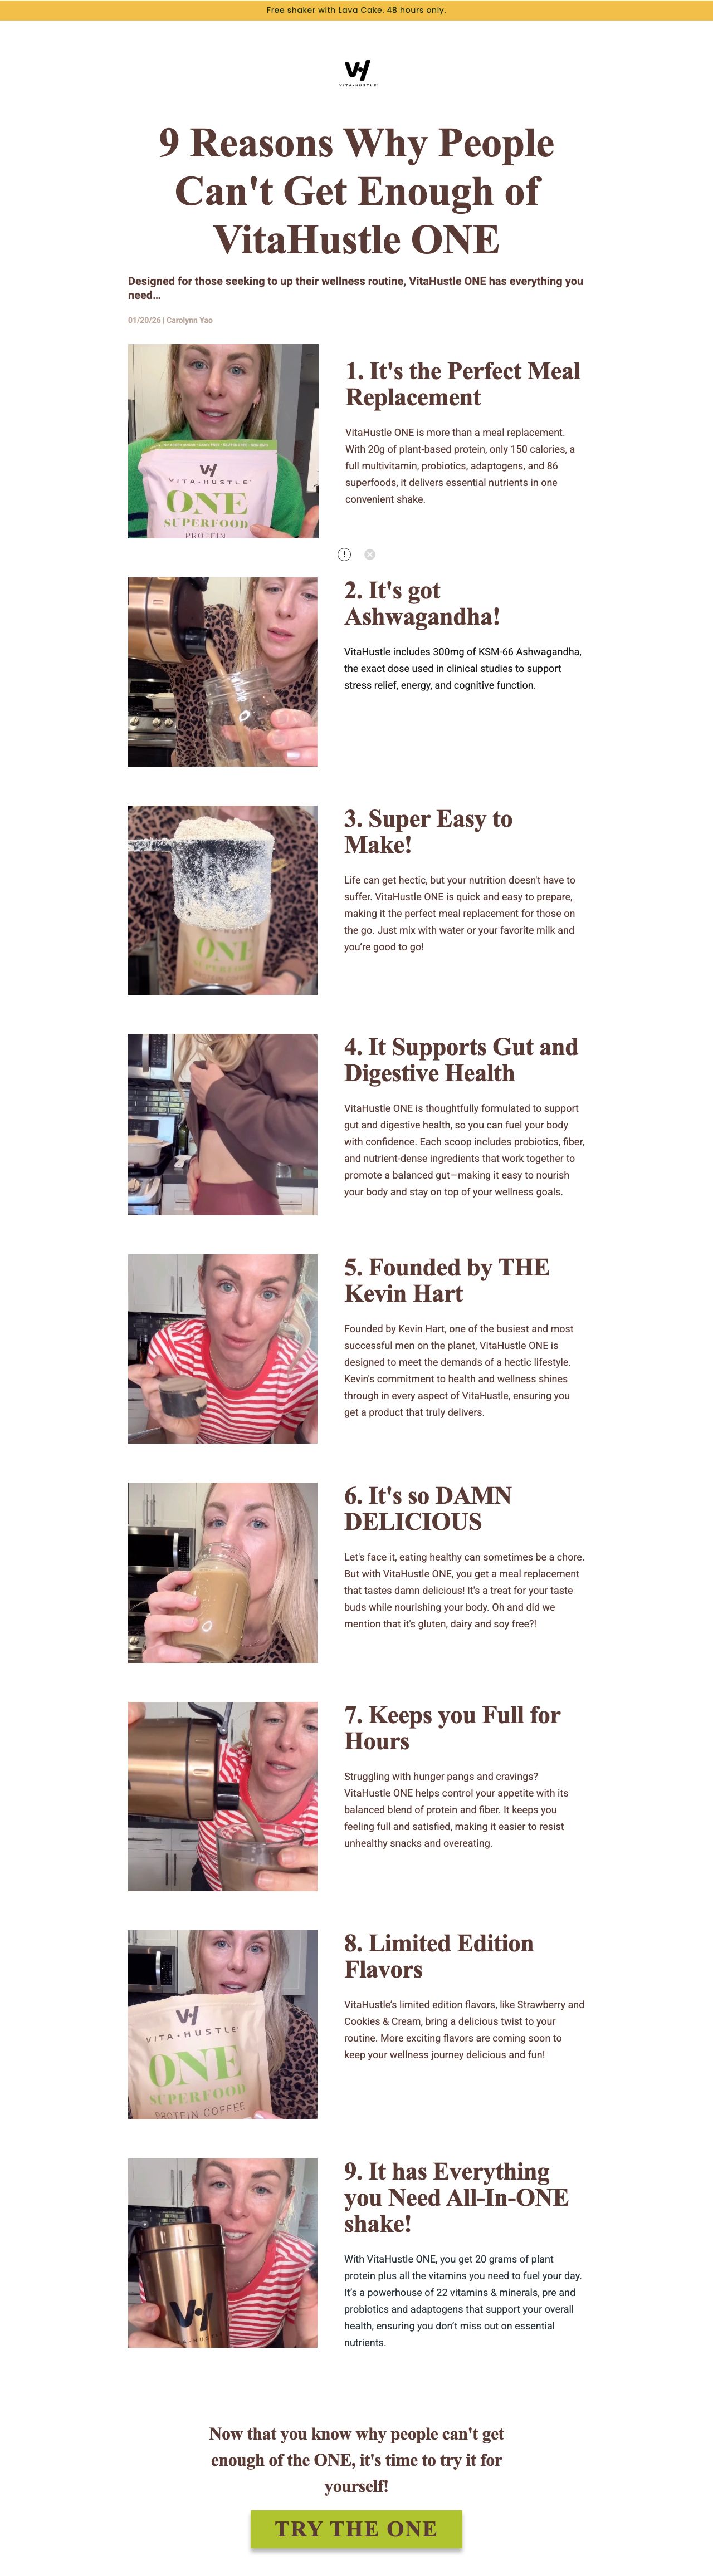 Free shaker with Lava Cake. 48 hours only.
VITA·HUSTLE
9 Reasons Why People
Can't Get Enough of
VitaHustle ONE
Designed for those seeking to up their wellness routine, VitaHustle ONE has everything you
need...
01/20/26 | Carolynn Yao
VITA·HUSTLE
ONE
SUPERFOOD
PROTEIN
1. It's the Perfect Meal
Replacement
VitaHustle ONE is more than a meal replacement.
With 20g of plant-based protein, only 150 calories, a
full multivitamin, probiotics, adaptogens, and 86
superfoods, it delivers essential nutrients in one
convenient shake.
2. It's got
Ashwagandha!
VitaHustle includes 300mg of KSM-66 Ashwagandha,
the exact dose used in clinical studies to support
stress relief, energy, and cognitive function.
ONE
SUPERFOOD
3. Super Easy to
Make!
Life can get hectic, but your nutrition doesn't have to
suffer. VitaHustle ONE is quick and easy to prepare,
making it the perfect meal replacement for those on
the go. Just mix with water or your favorite milk and
you're good to go!
4. It Supports Gut and
Digestive Health
VitaHustle ONE is thoughtfully formulated to support
gut and digestive health, so you can fuel your body
with confidence. Each scoop includes probiotics, fiber,
and nutrient-dense ingredients that work together to
promote a balanced gut—making it easy to nourish
your body and stay on top of your wellness goals.
5. Founded by THE
Kevin Hart
Founded by Kevin Hart, one of the busiest and most
successful men on the planet, VitaHustle ONE is
designed to meet the demands of a hectic lifestyle.
Kevin's commitment to health and wellness shines
through in every aspect of VitaHustle, ensuring you
get a product that truly delivers.
6. It's so DAMN
DELICIOUS
Let's face it, eating healthy can sometimes be a chore.
But with VitaHustle ONE, you get a meal replacement
that tastes damn delicious! It's a treat for your taste
buds while nourishing your body. Oh and did we
mention that it's gluten, dairy and soy free?!
7. Keeps you Full for
Hours
Struggling with hunger pangs and cravings?
VitaHustle ONE helps control your appetite with its
balanced blend of protein and fiber. It keeps you
feeling full and satisfied, making it easier to resist
unhealthy snacks and overeating.
VITA·HUSTLE
ONE
SUPERFOOD
PROTEIN COFFEE
8. Limited Edition
Flavors
VitaHustle's limited edition flavors, like Strawberry and
Cookies & Cream, bring a delicious twist to your
routine. More exciting flavors are coming soon to
keep your wellness journey delicious and fun!
9. It has Everything
you Need All-In-ONE
shake!
With VitaHustle ONE, you get 20 grams of plant
protein plus all the vitamins you need to fuel your day.
It's a powerhouse of 22 vitamins & minerals, pre and
probiotics and adaptogens that support your overall
health, ensuring you don't miss out on essential
nutrients.
Now that you know why people can't get
enough of the ONE, it's time to try it for
yourself!
TRY THE ONE